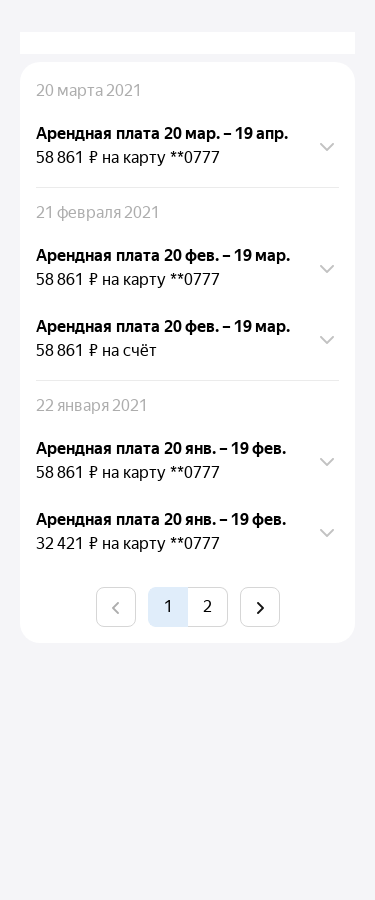 20 марта 2021
Арендная плата 20 мар. – 19 апр.
58 861 ₽ на карту **0777
21 февраля 2021
Арендная плата 20 фев. – 19 мар.
58 861 ₽ на карту **0777
Арендная плата 20 фев. – 19 мар.
58 861 ₽ на счёт
22 января 2021
Арендная плата 20 янв. – 19 фев.
58 861 ₽ на карту **0777
Арендная плата 20 янв. – 19 фев.
32 421 ₽ на карту **0777
1 2